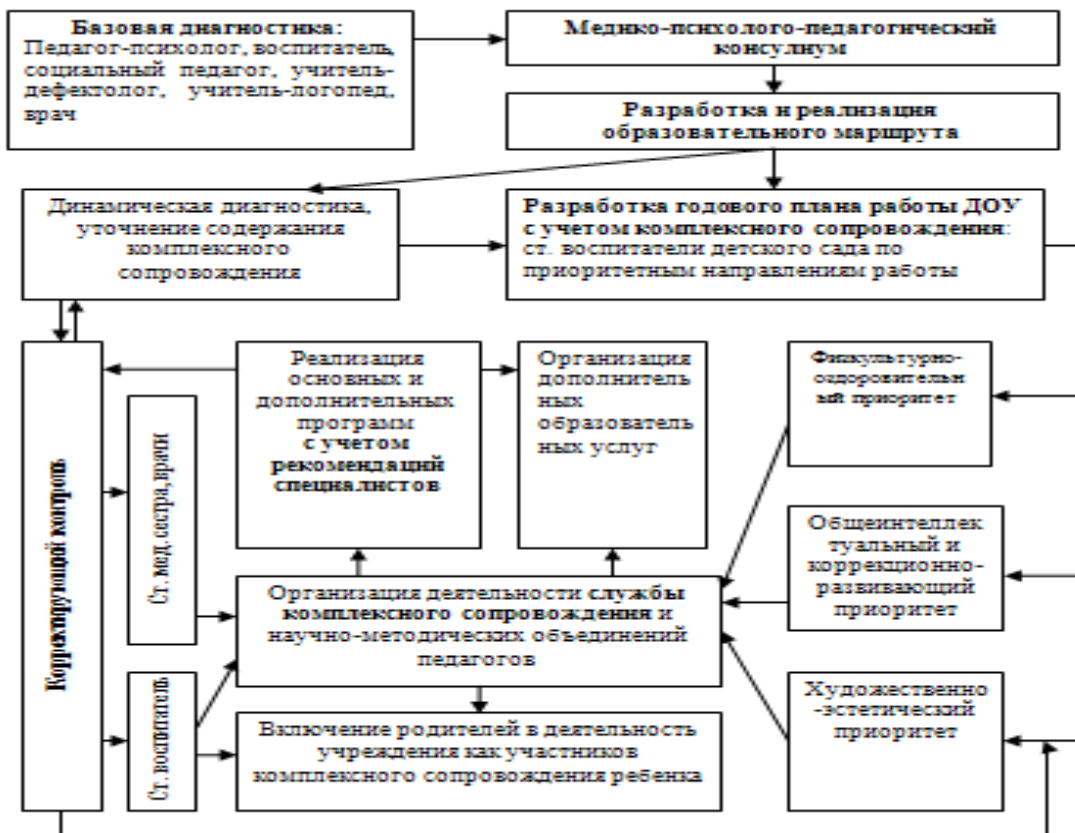 Базовая диагностика:
Педагог-психолог, воспитатель,
социальный педагог, учитель-
дефектолог, учитель-логопед,
врач
Медико-психолого-педагогический
консулиум
Разработка и реализация
образовательного маршрута
Динамическая диагностика,
уточнение содержания
комплексного
сопровождения
Разработка годового плана работы ДОУ
с учетом комплексного сопровождения:
ст. воспитатели детского сада по
приоритетным направлениям работы
Корректирующий контроль
Ст. мед. сестра, врачи
Ст. воспитатель
Реализация
основных и
дополнительных
программ
с учетом
рекомендаций
специалистов
Организация
дополнитель
ных
образователь
ных услуг
Физкультурно-
оздоровительн
ый приоритет
Общеинтеллек
туальный и
коррекционно-
развивающий
приоритет
Организация деятельности службы
комплексного сопровождения и
научно-методических объединений
педагогов
Художественно
-эстетический
приоритет
Включение родителей в деятельность
учреждения как участников
комплексного сопровождения ребенка